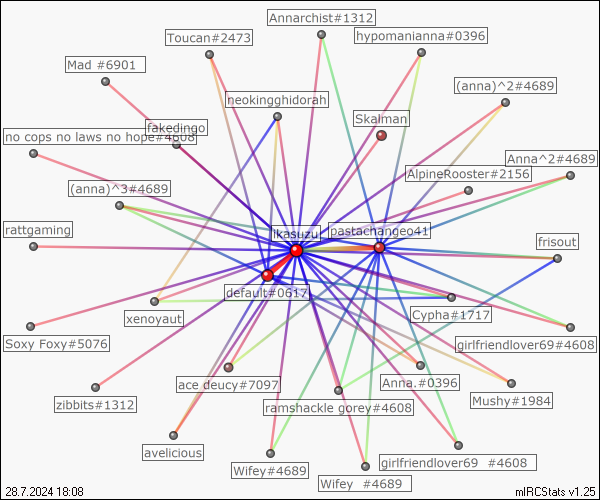 Annarchist#1312
Toucan#2473
hypomanianna#0396
Mad #6901
(anna)^2#4689
neokingghidorah
Skalman
fakedingo
no cops no laws no hope#4608
Anna^2#4689
AlpineRooster#2156
(anna)^3#4689
rattgaming
ikasuzu
pastachangeo41
frisout
default#0617
xenoyaut
Cypha#1717
Soxy Foxy#5076
girlfriendlover69#4608
ace deucy#7097
Anna.#0396
zibbits#1312
ramshackle gorey#4608
Mushy#1984
avelicious
Wifey#4689
girlfriendlover69  #4608
Wifey  #4689
28.7.2024 18:08
mIRCStats v1.25